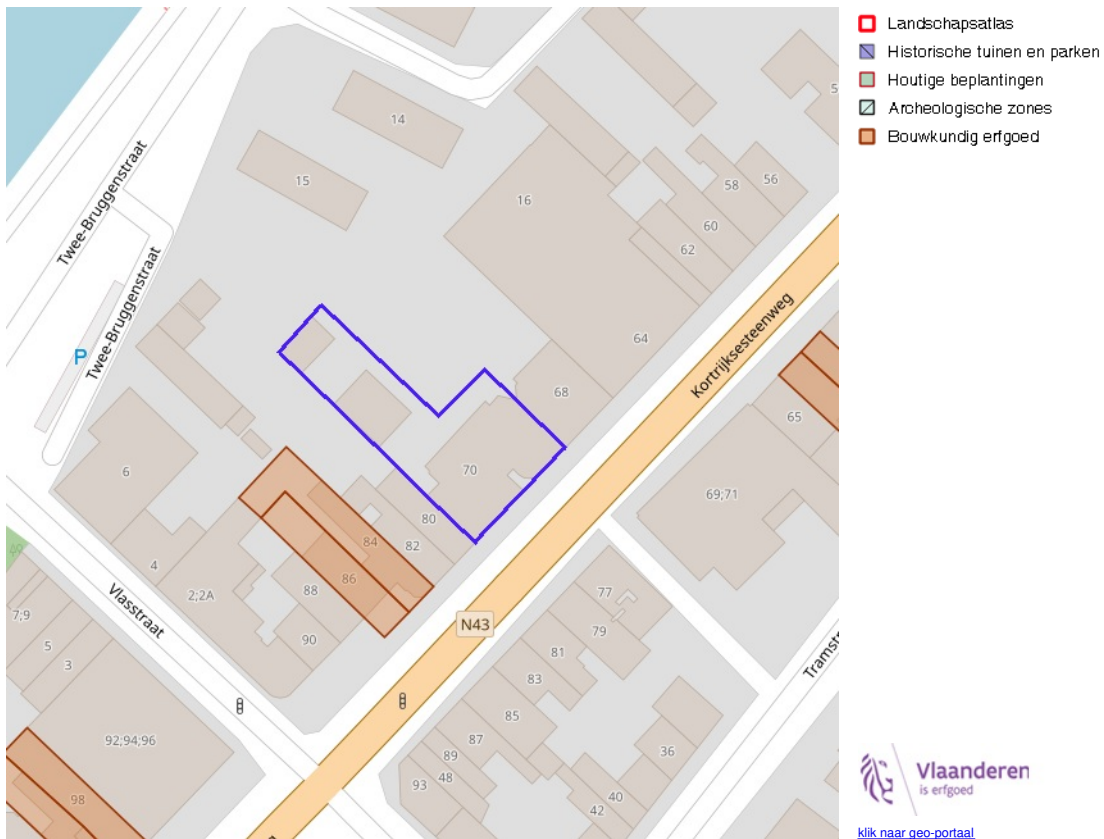 Landschapsatlas
Historische tuinen en parken
Houtige beplantingen
Archeologische zones
Bouwkundig erfgoed
14
15
16
58
56
60
62
64
68
70
65
69;71
Twee-Bruggenstraat
Twee-Bruggenstraat
P
Kortrijksesteenweg
6
80
82
84
86
88
90
4
2;2A
Vlasstraat
7;9
5
3
N43
77
79
81
83
85
87
89
48
93
36
40
42
92;94;96
98
Vlaanderen
is erfgoed
klik naar geo-portaal